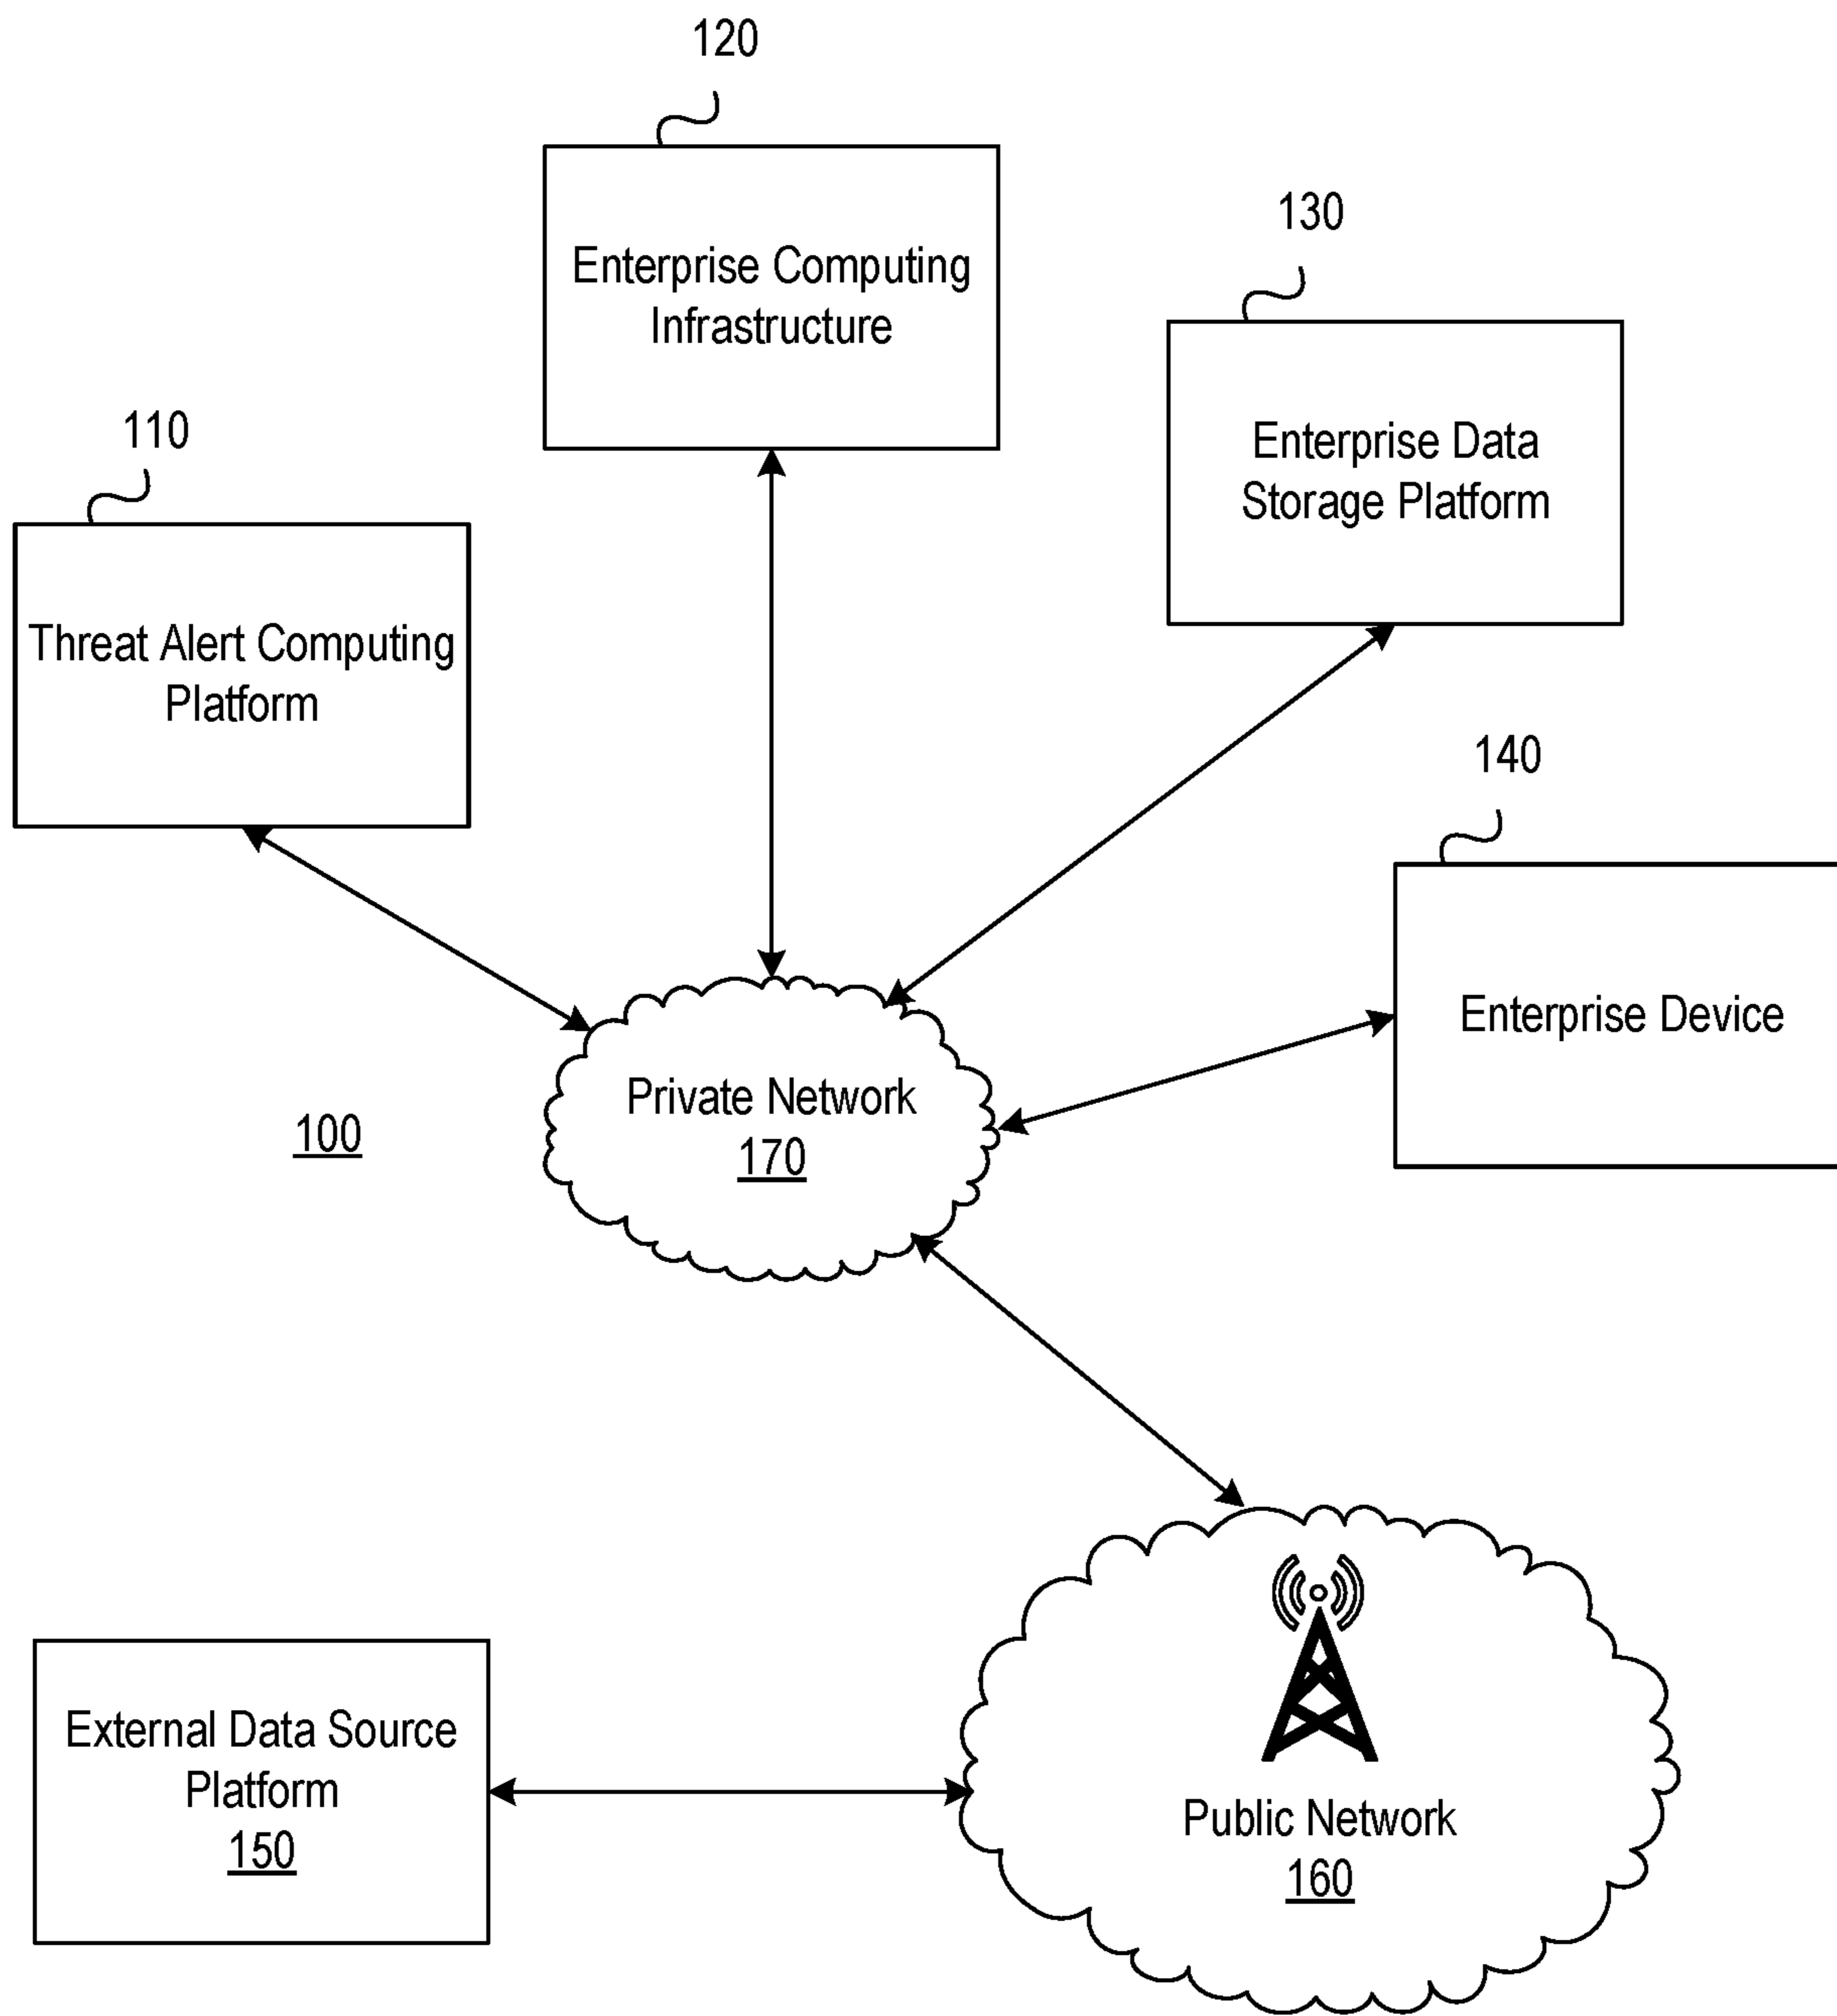 120
Enterprise Computing
Infrastructure
130
Enterprise Data
Storage Platform
110
Threat Alert Computing
Platform
140
Enterprise Device
Private Network
170
100
External Data Source
Platform
150
Public Network
160